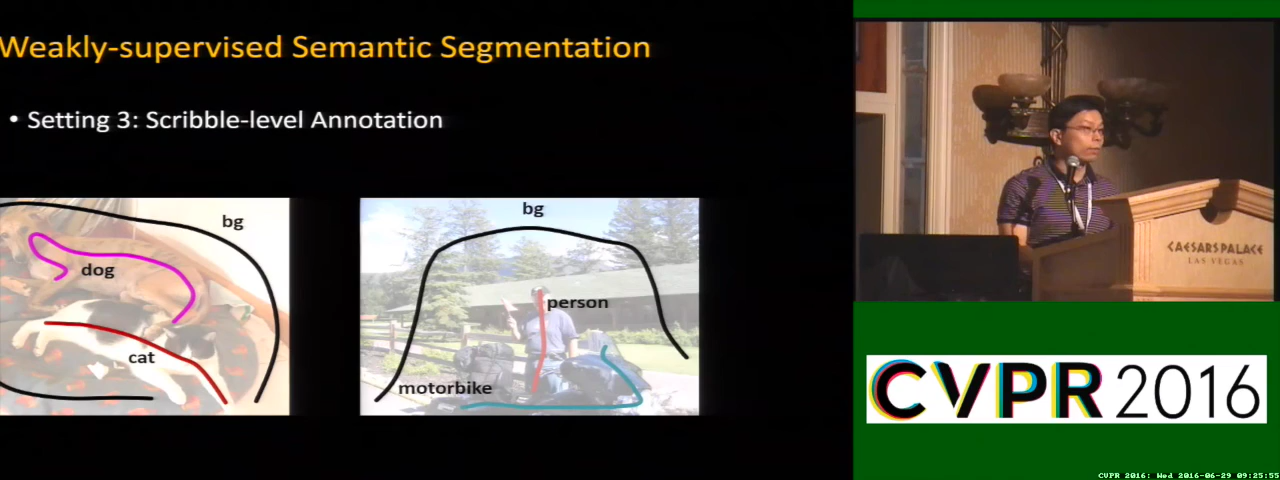 Weakly-supervised Semantic Segmentation
• Setting 3: Scribble-level Annotation
bg
dog
cat
bg
person
motorbike
CAESARS PALACE
LAS VEGAS
CVPR 2016
CVPR 2016: Wed 2016-06-29 09:25:55